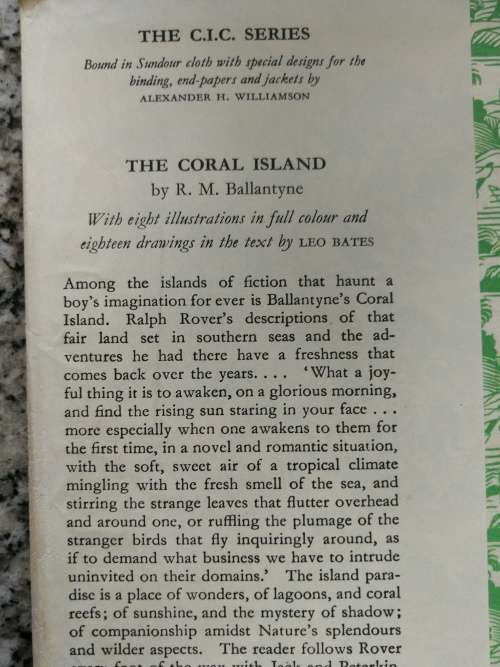 THE C.I.C. SERIES
Bound in Sundour cloth with special designs for the
binding, end-papers and jackets by
ALEXANDER H. WILLIAMSON
THE CORAL ISLAND
by R. M. Ballantyne
With eight illustrations in full colour and
eighteen drawings in the text by LEO BATES
Among the islands of fiction that haunt a
boy's imagination for ever is Ballantyne's Coral
Island. Ralph Rover's descriptions of that
fair land set in southern seas and the ad-
ventures he had there have a freshness that
comes back over the years. . . . 'What a joy-
ful thing it is to awaken, on a glorious morning,
and find the rising sun staring in your face . . .
more especially when one awakens to them for
the first time, in a novel and romantic situation,
with the soft, sweet air of a tropical climate
mingling with the fresh smell of the sea, and
stirring the strange leaves that flutter overhead
and around one, or ruffling the plumage of the
stranger birds that fly inquiringly around, as
if to demand what business we have to intrude
uninvited on their domains.' The island para-
dise is a place of wonders, of lagoons, and coral
reefs; of sunshine, and the mystery of shadow;
of companionship amidst Nature's splendours
and wilder aspects. The reader follows Rover
every foot of the way with Jack and Peterkin